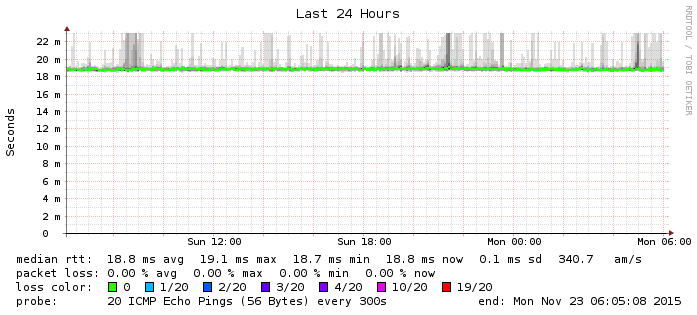 Last 24 Hours
RRDTOOL / TOBI OETIKER
Seconds
22 m
20 m
18 m
16 m
14 m
12 m
10 m
8 m
6 m
4 m
2 m
0
Sun 12:00 Sun 18:00 Mon 00:00 Mon 06:00
median rtt: 18.8 ms avg 19.1 ms max 18.7 ms min 18.8 ms now 0.1 ms sd 340.7 am/s
packet loss: 0.00 % avg 0.00 % max 0.00 % min 0.00 % now
loss color: 0 1/20 2/20 3/20 4/20 10/20 19/20
probe: 20 ICMP Echo Pings (56 Bytes) every 300s end: Mon Nov 23 06:05:08 2015